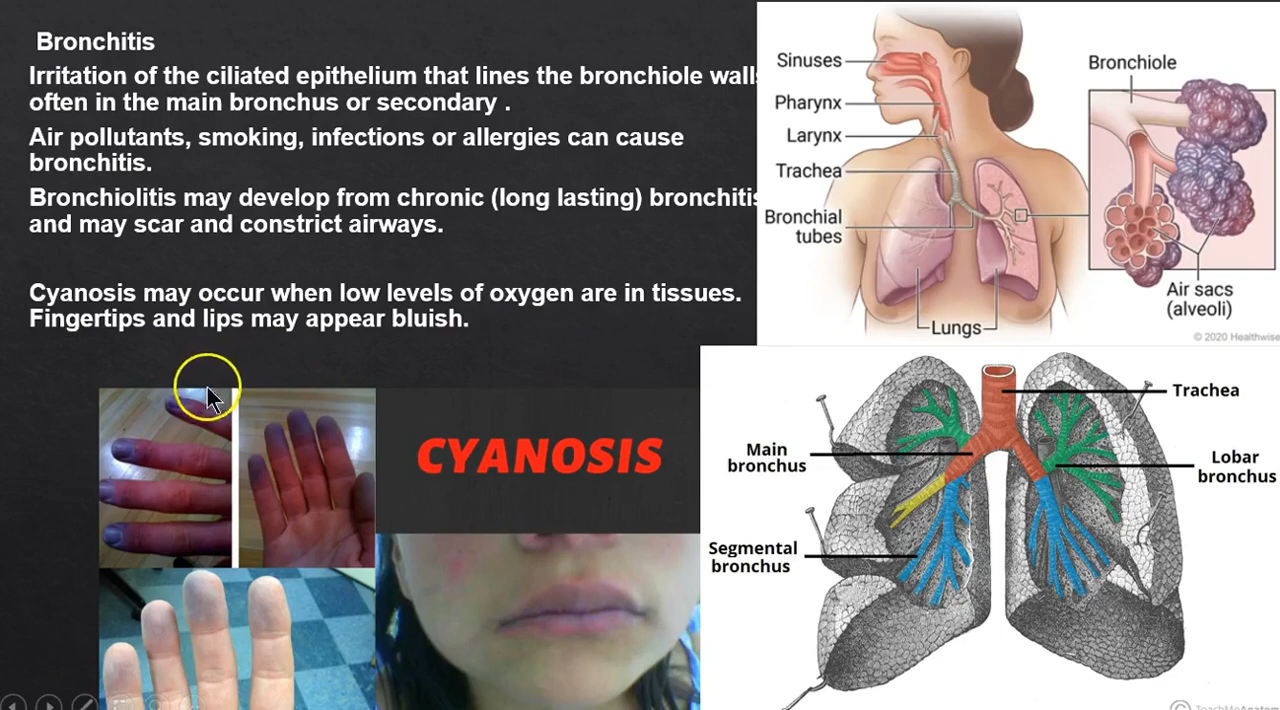 Bronchitis
Irritation of the ciliated epithelium that lines the bronchiole walls
often in the main bronchus or secondary .
Air pollutants, smoking, infections or allergies can cause
bronchitis.
Bronchiolitis may develop from chronic (long lasting) bronchitis
and may scar and constrict airways.
Cyanosis may occur when low levels of oxygen are in tissues.
Fingertips and lips may appear bluish.
CYANOSIS
Sinuses
Pharynx
Larynx
Trachea
Bronchial
tubes
Lungs
Bronchiole
Air sacs
(alveoli)
© 2020 Healthwise
Trachea
Main
bronchus
Lobar
bronchus
Segmental
bronchus